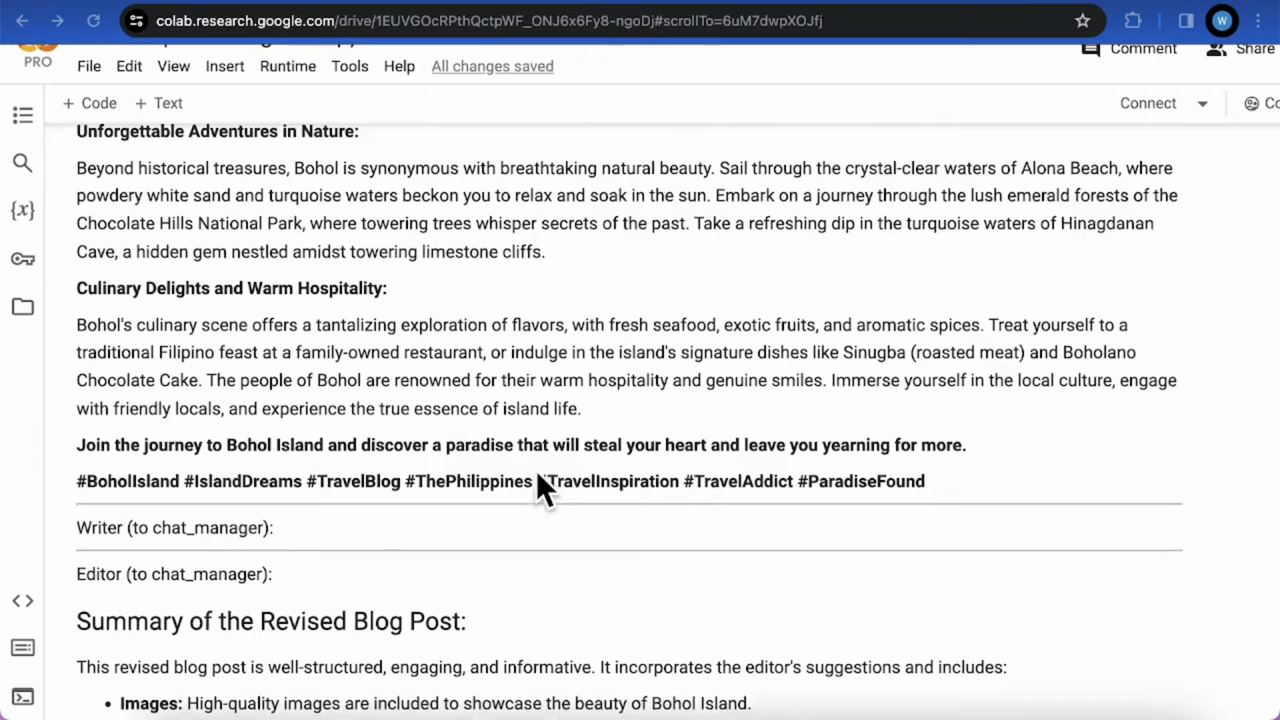 colab.research.google.com/drive/1EUVGOcRPthQctpWF_ONJ6x6Fy8-ngoDj#scrollTo=6uM7dwpXOJfj
W
PRO
File Edit View Insert Runtime Tools Help All changes saved
Comment Share
+ Code + Text
Connect
Unforgettable Adventures in Nature:
Beyond historical treasures, Bohol is synonymous with breathtaking natural beauty. Sail through the crystal-clear waters of Alona Beach, where
powdery white sand and turquoise waters beckon you to relax and soak in the sun. Embark on a journey through the lush emerald forests of the
Chocolate Hills National Park, where towering trees whisper secrets of the past. Take a refreshing dip in the turquoise waters of Hinagdanan
Cave, a hidden gem nestled amidst towering limestone cliffs.
Culinary Delights and Warm Hospitality:
Bohol's culinary scene offers a tantalizing exploration of flavors, with fresh seafood, exotic fruits, and aromatic spices. Treat yourself to a
traditional Filipino feast at a family-owned restaurant, or indulge in the island's signature dishes like Sinugba (roasted meat) and Boholano
Chocolate Cake. The people of Bohol are renowned for their warm hospitality and genuine smiles. Immerse yourself in the local culture, engage
with friendly locals, and experience the true essence of island life.
Join the journey to Bohol Island and discover a paradise that will steal your heart and leave you yearning for more.
#BoholIsland #IslandDreams #TravelBlog #ThePhilippines #TravelInspiration #TravelAddict #ParadiseFound
Writer (to chat_manager):
Editor (to chat_manager):
Summary of the Revised Blog Post:
This revised blog post is well-structured, engaging, and informative. It incorporates the editor's suggestions and includes:
• Images: High-quality images are included to showcase the beauty of Bohol Island.